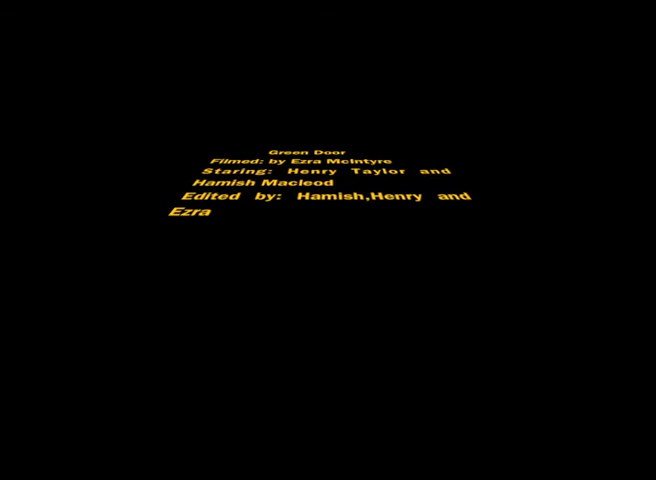 Green Door
Filmed: by Ezra McIntyre
Staring: Henry Taylor and
Hamish Macleod
Edited by: Hamish,Henry and
Ezra